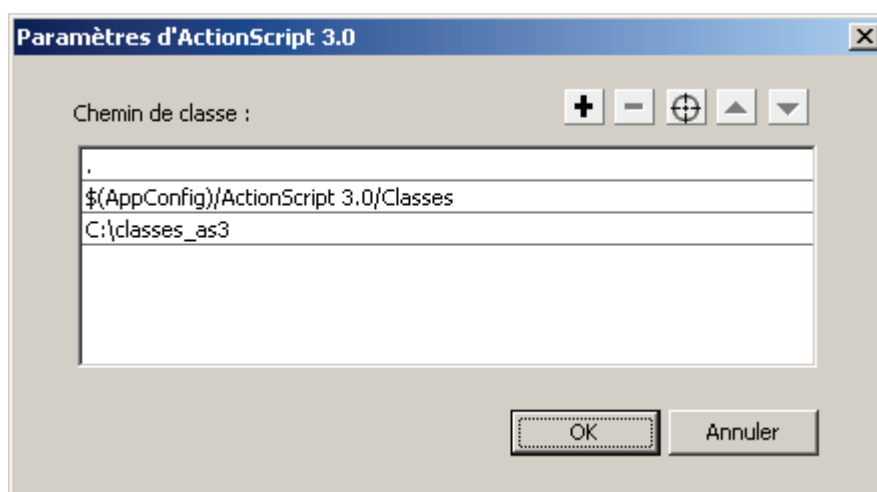 Paramètres d'ActionScript 3.0
Chemin de classe :
.
$(AppConfig)/ActionScript 3.0/Classes
C:\classes_as3
OK
Annuler